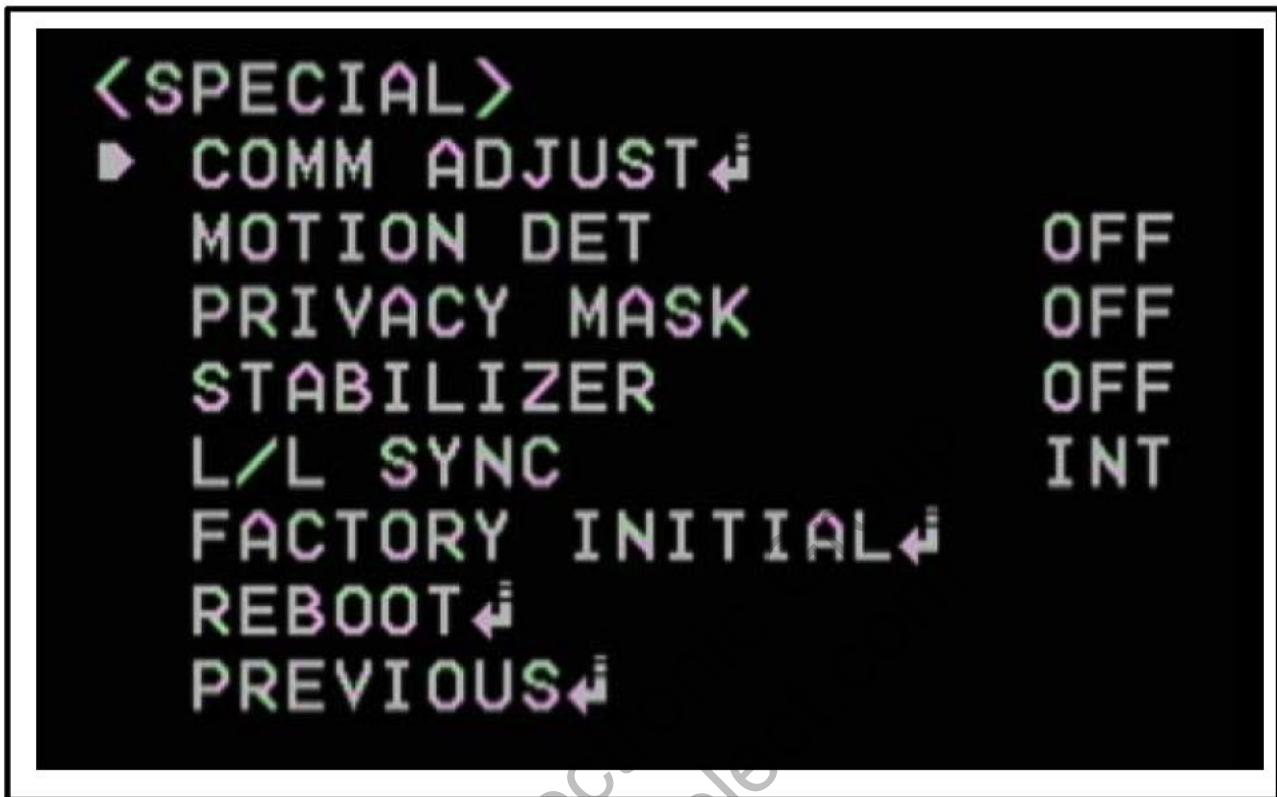 <SPECIAL>
COMM ADJUST↲
MOTION DET OFF
PRIVACY MASK OFF
STABILIZER OFF
L/L SYNC INT
FACTORY INITIAL↲
REBOOT↲
PREVIOUS↲